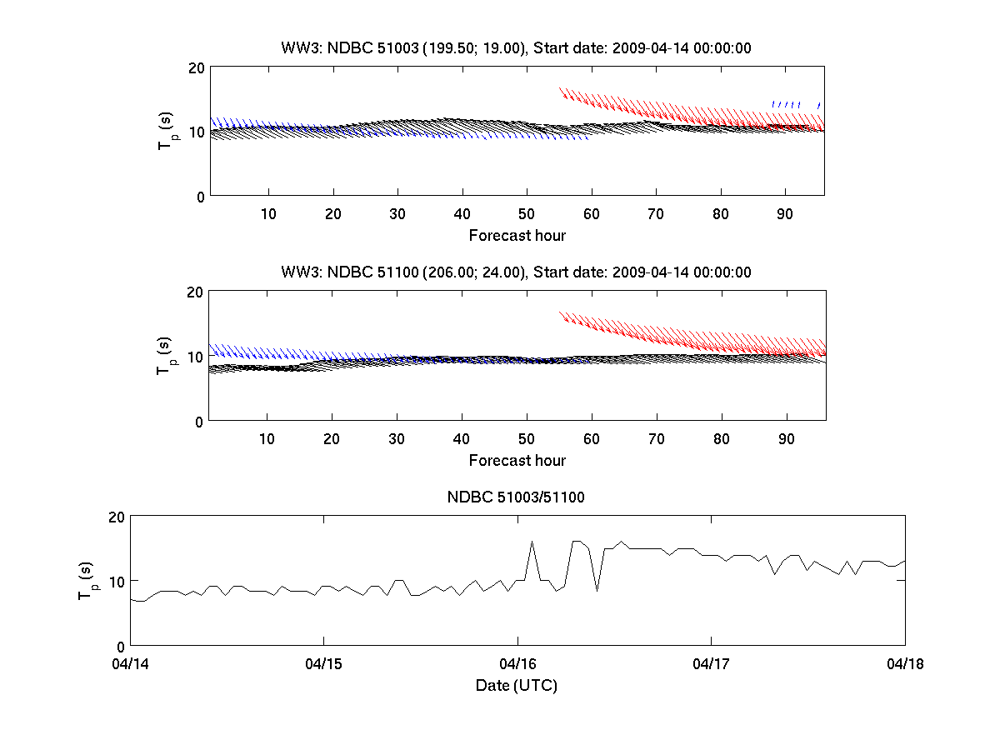 WW3: NDBC 51003 (199.50; 19.00), Start date: 2009-04-14 00:00:00
20
10
0
Tp (s)
10 20 30 40 50 60 70 80 90
Forecast hour
WW3: NDBC 51100 (206.00; 24.00), Start date: 2009-04-14 00:00:00
20
10
0
Tp (s)
10 20 30 40 50 60 70 80 90
Forecast hour
NDBC 51003/51100
20
10
0
Tp (s)
04/14 04/15 04/16 04/17 04/18
Date (UTC)